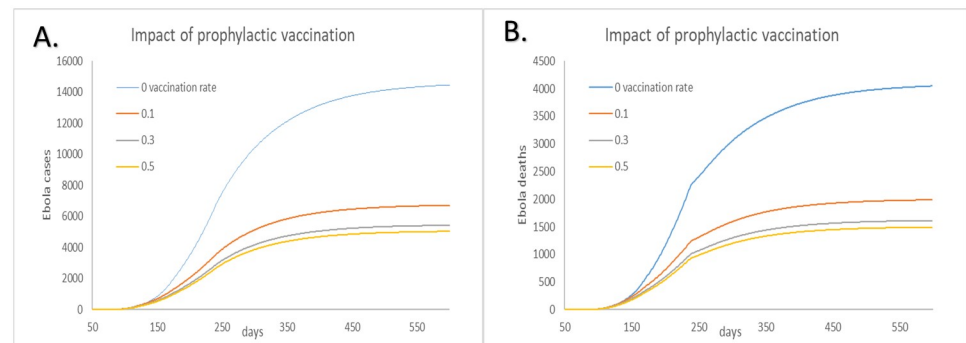 A.
Impact of prophylactic vaccination
16000
14000
12000
10000
8000
6000
4000
2000
0
Ebola cases
0 vaccination rate
0.1
0.3
0.5
50 150 250 350 450 550
days
B.
Impact of prophylactic vaccination
4500
4000
3500
3000
2500
2000
1500
1000
500
0
Ebola deaths
0 vaccination rate
0.1
0.3
0.5
50 150 250 350 450 550
days